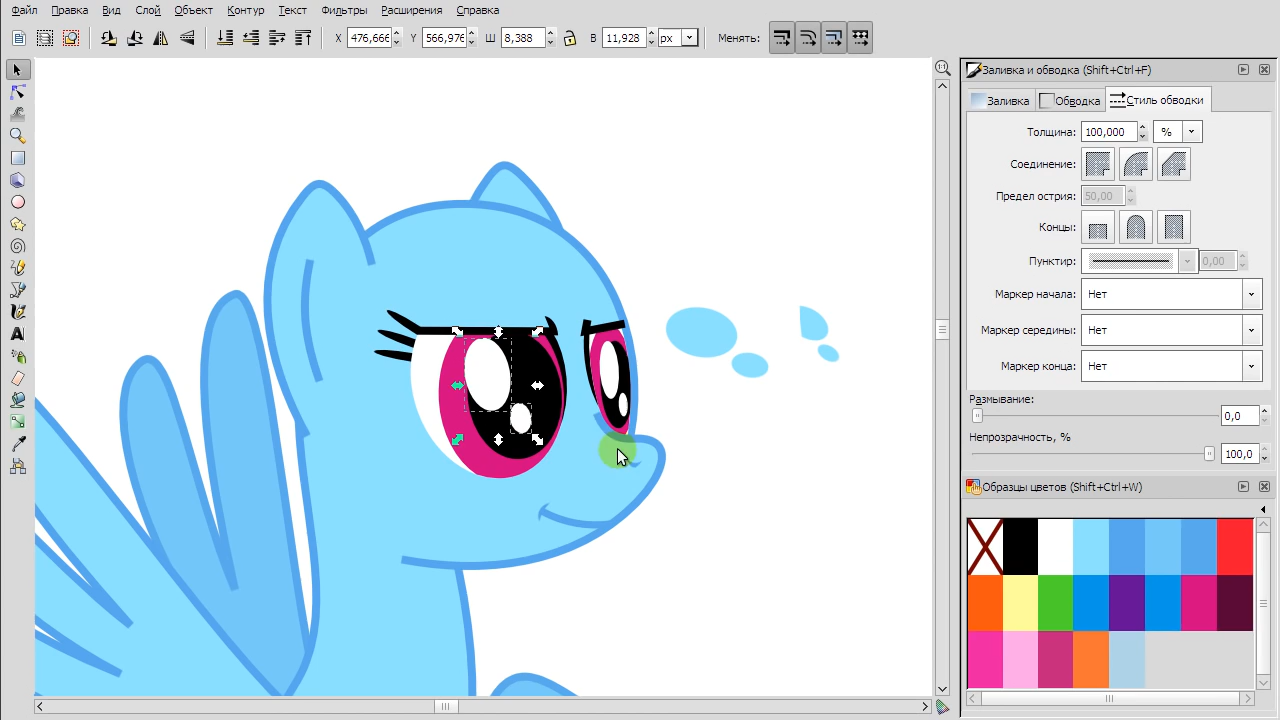 Файл Правка Вид Слой Объект Контур Текст Фильтры Расширения Справка
X 476,666 Y 566,976 Ш 8,388 В 11,928 px Менять:
1:1
Заливка и обводка (Shift+Ctrl+F)
Заливка Обводка Стиль обводки
Толщина: 100,000 %
Соединение:
Предел острия: 50,00
Концы:
Пунктир: 0,00
Маркер начала: Нет
Маркер середины: Нет
Маркер конца: Нет
Размывание:
0,0
Непрозрачность, %
100,0
Образцы цветов (Shift+Ctrl+W)